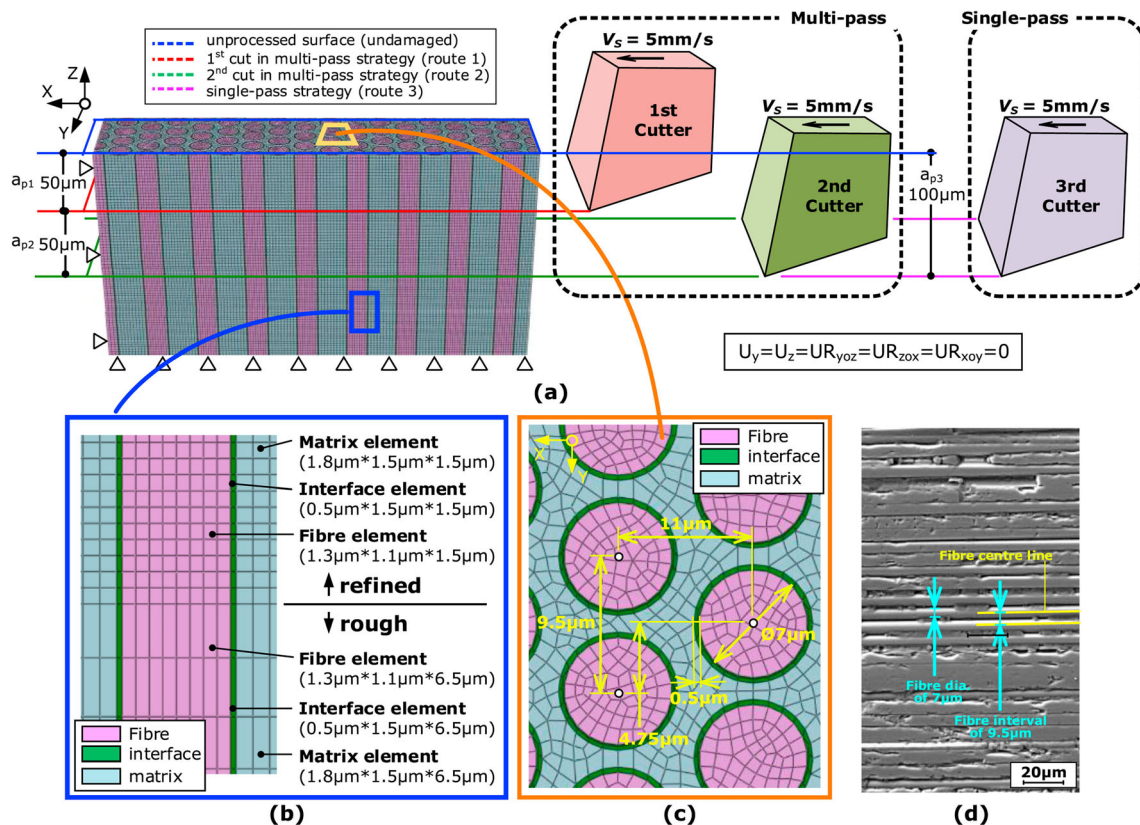 unprocessed surface (undamaged)
1st cut in multi-pass strategy (route 1)
2nd cut in multi-pass strategy (route 2)
single-pass strategy (route 3)
Multi-pass
Single-pass
Vs = 5mm/s
Vs = 5mm/s
Vs = 5mm/s
Z
X
Y
1st
Cutter
2nd
Cutter
3rd
Cutter
ap1 50µm
ap2 50µm
ap3
100µm
Uy=Uz=URyoz=URzox=URxoy=0
(a)
Matrix element
(1.8µm*1.5µm*1.5µm)
Interface element
(0.5µm*1.5µm*1.5µm)
Fibre element
(1.3µm*1.1µm*1.5µm)
refined
rough
Fibre element
(1.3µm*1.1µm*6.5µm)
Interface element
(0.5µm*1.5µm*6.5µm)
Matrix element
(1.8µm*1.5µm*6.5µm)
Fibre
interface
matrix
(b)
X
Y
Fibre
interface
matrix
11µm
9.5µm
Ø7µm
0.5µm
4.75µm
(c)
Fibre centre line
Fibre dia.
of 7µm
Fibre interval
of 9.5µm
20µm
(d)